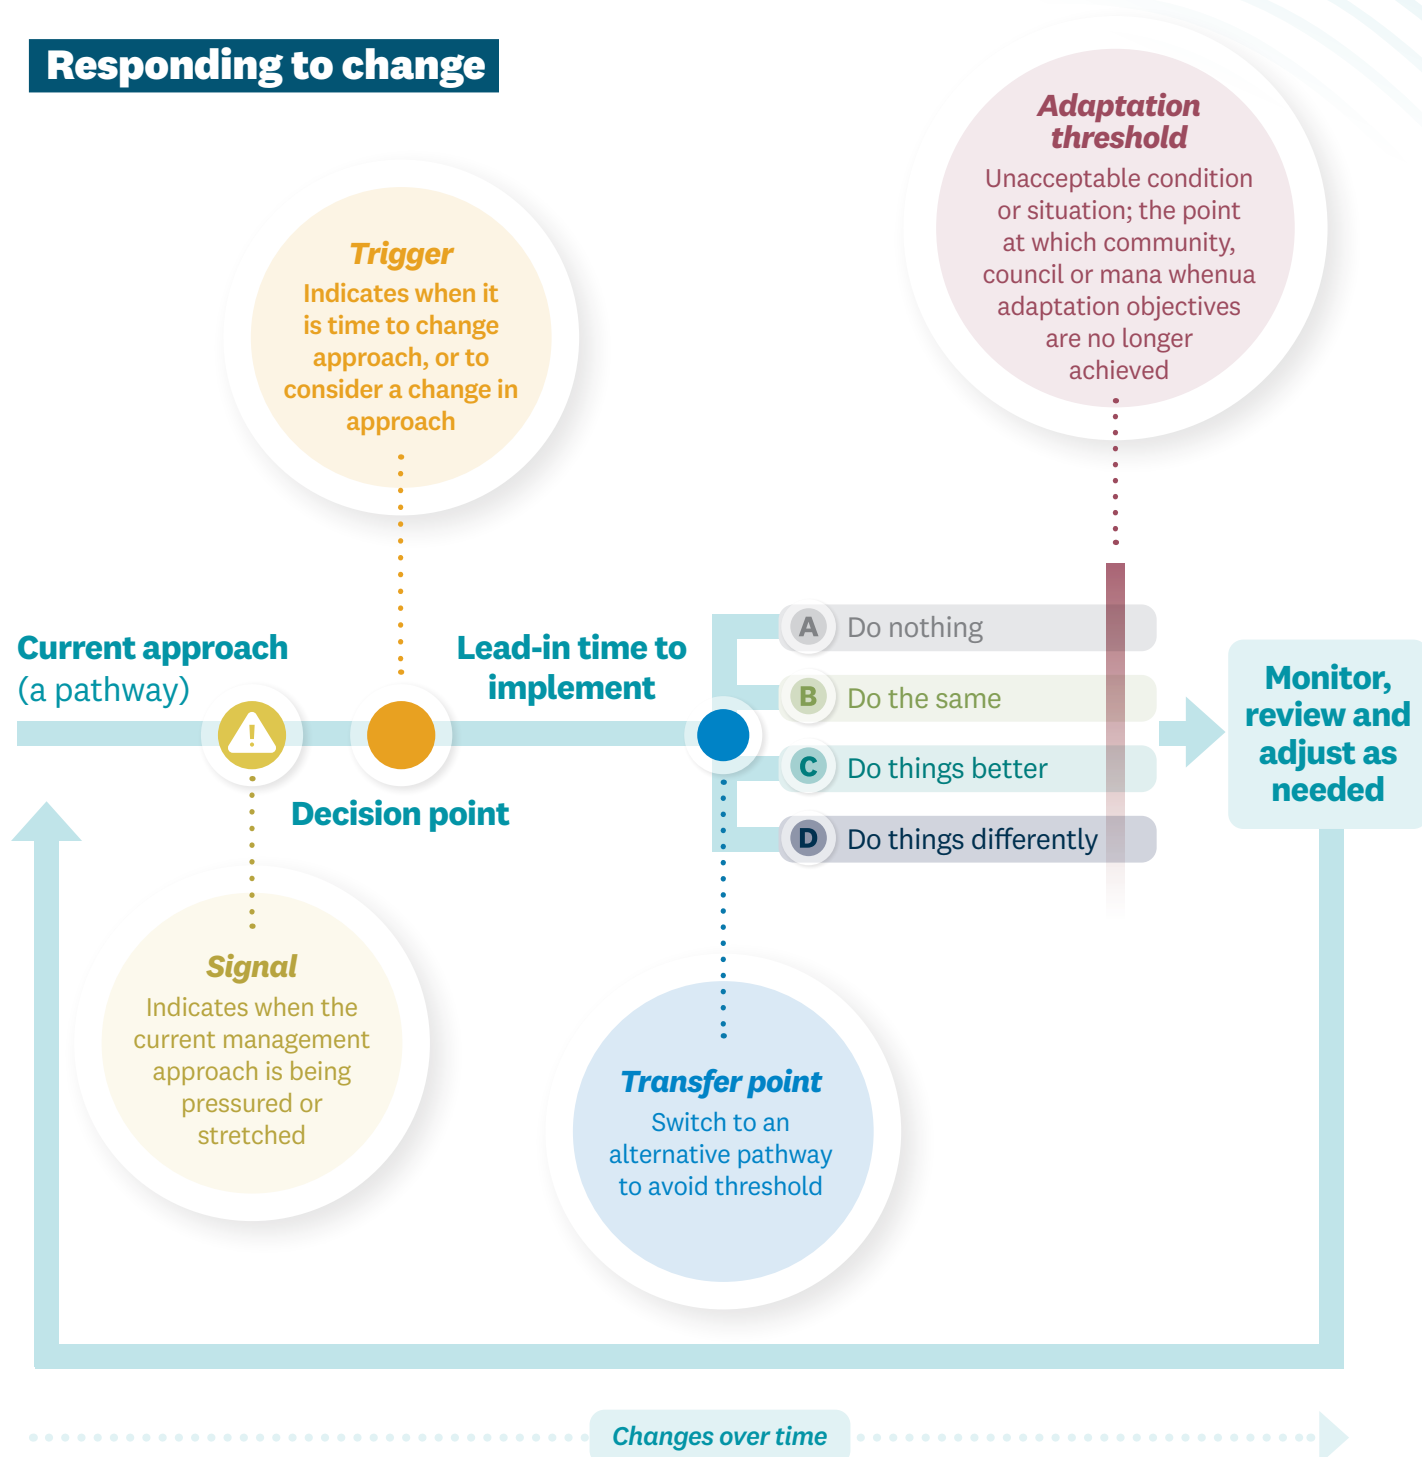 Responding to change
Adaptation
threshold
Unacceptable condition
or situation; the point
at which community,
council or mana whenua
adaptation objectives
are no longer
achieved
Trigger
Indicates when it
is time to change
approach, or to
consider a change in
approach
Current approach
(a pathway)
Lead-in time to
implement
Decision point
A Do nothing
B Do the same
C Do things better
D Do things differently
Monitor,
review and
adjust as
needed
Signal
Indicates when the
current management
approach is being
pressured or
stretched
Transfer point
Switch to an
alternative pathway
to avoid threshold
Changes over time